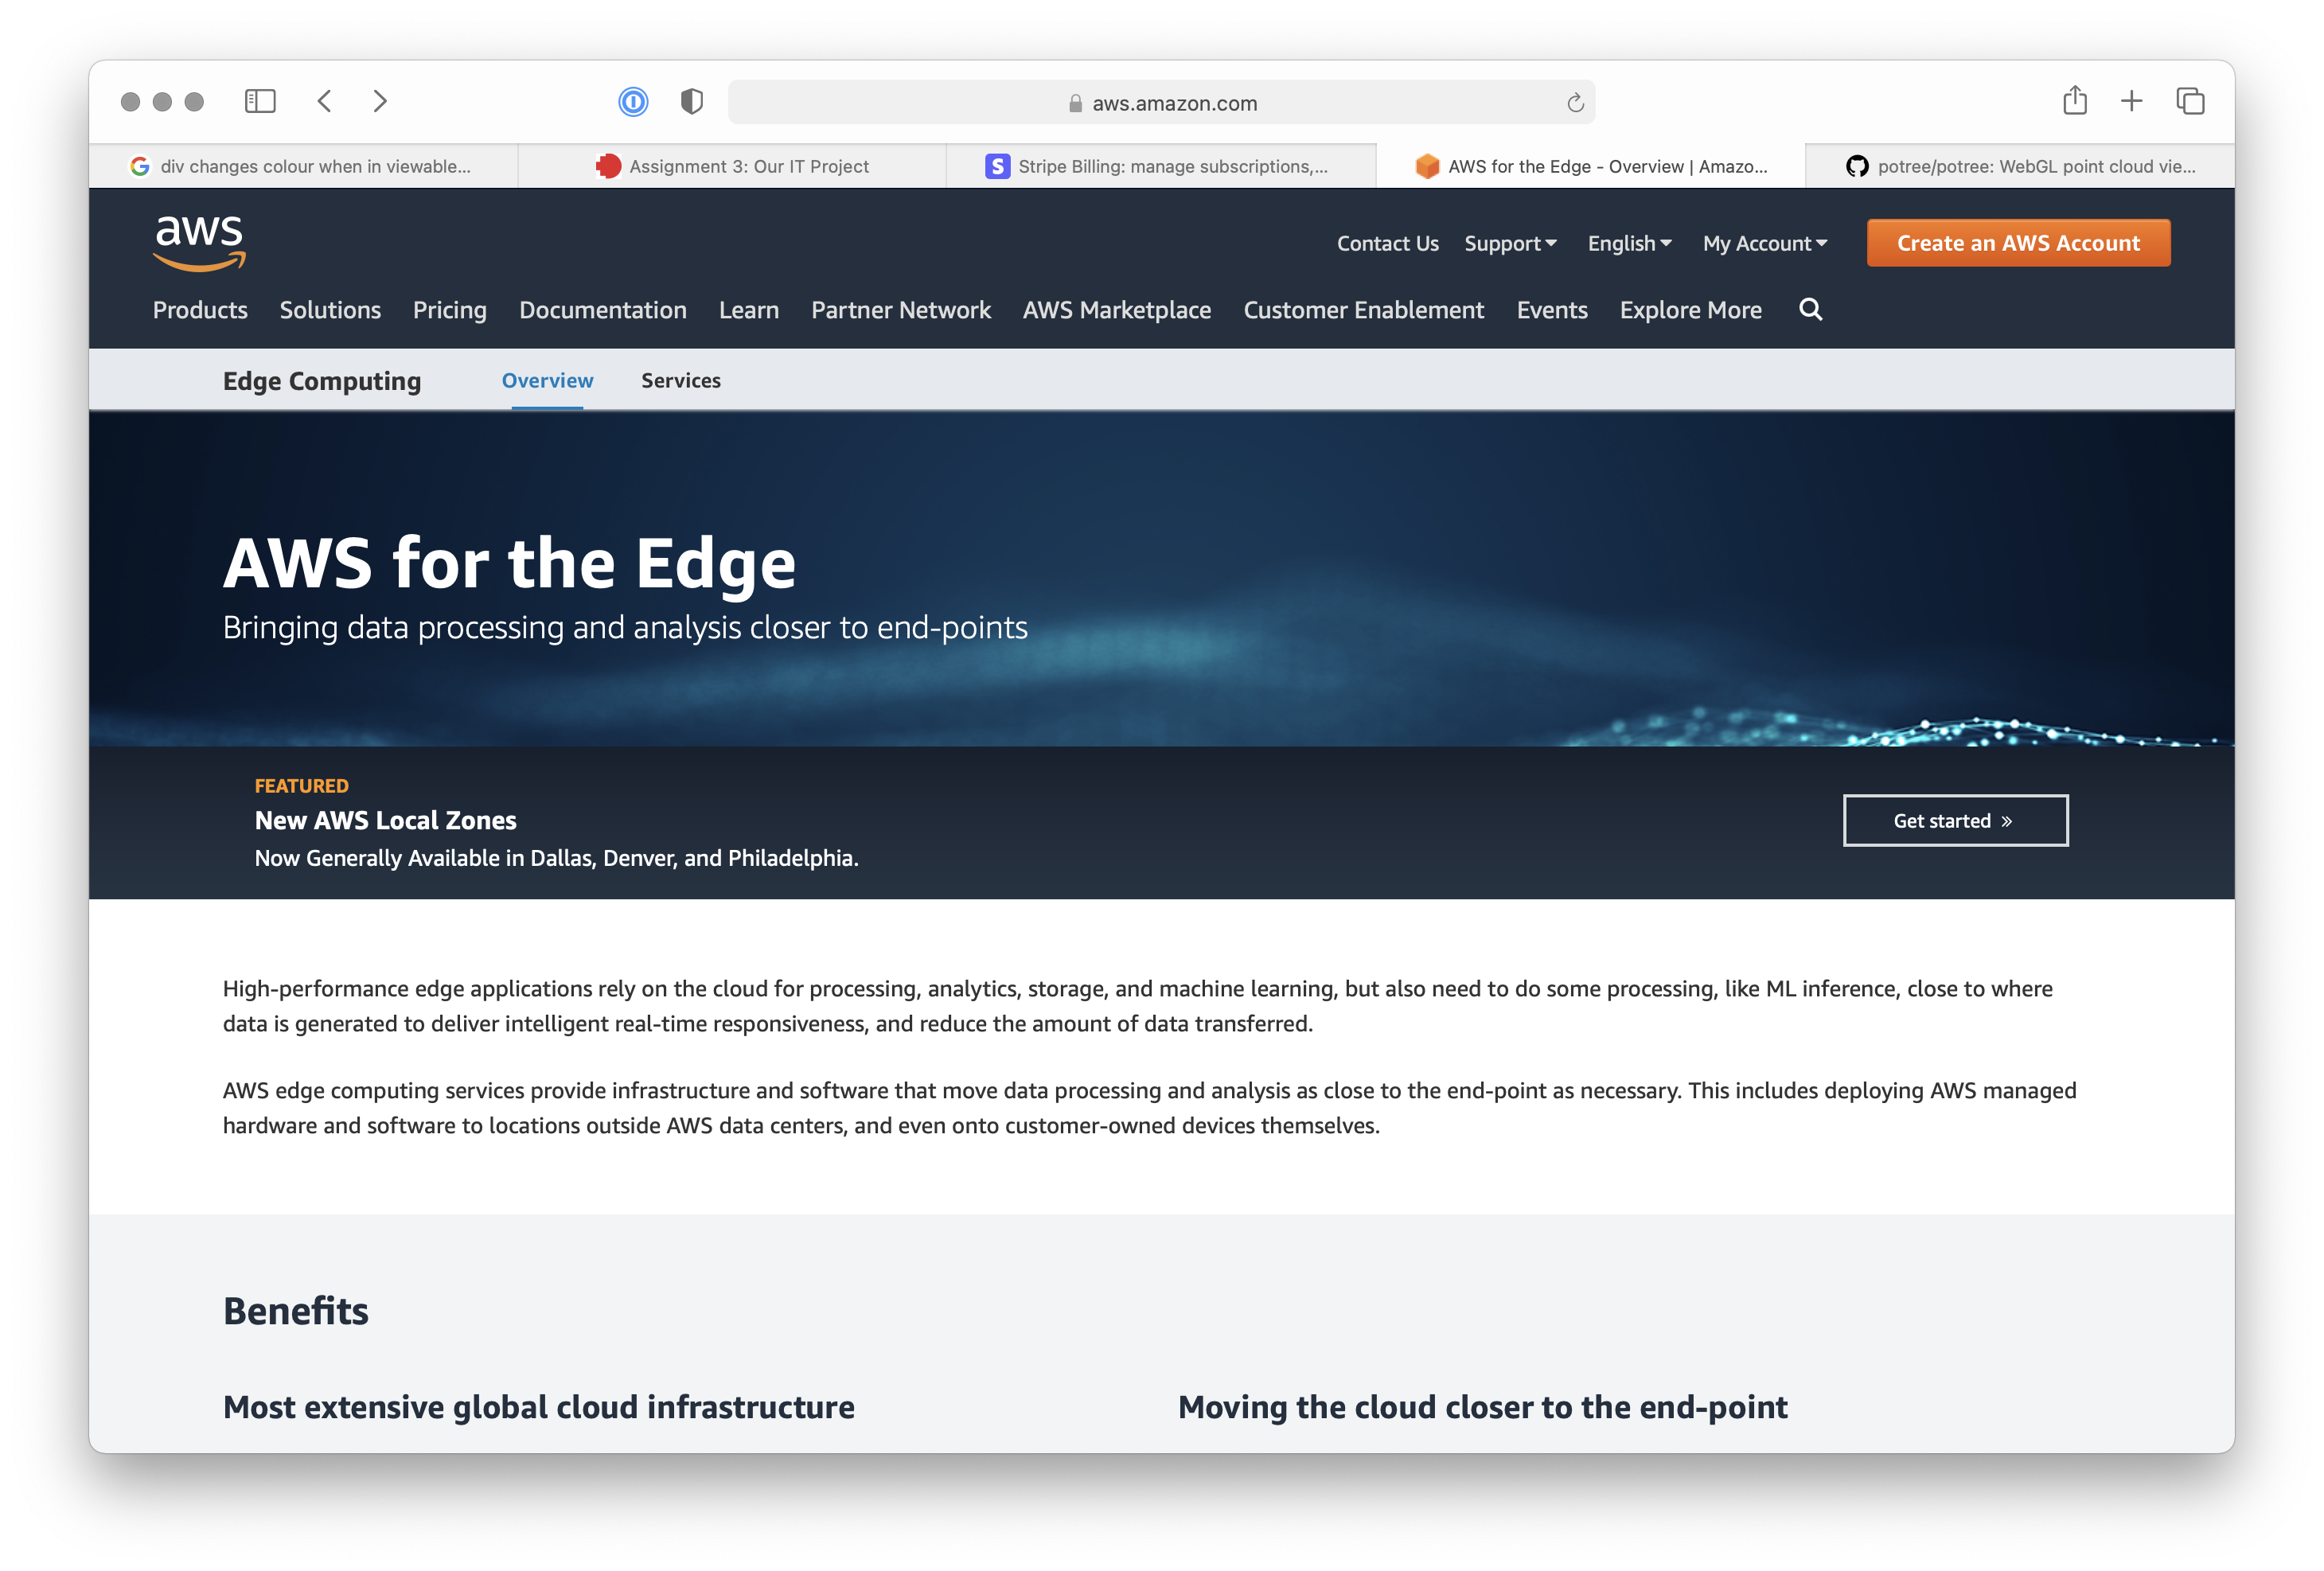 aws.amazon.com
div changes colour when in viewable...
Assignment 3: Our IT Project
Stripe Billing: manage subscriptions,...
AWS for the Edge - Overview | Amazo...
potree/potree: WebGL point cloud vie...
aws
Contact Us
Support
English
My Account
Create an AWS Account
Products
Solutions
Pricing
Documentation
Learn
Partner Network
AWS Marketplace
Customer Enablement
Events
Explore More
Edge Computing
Overview
Services
AWS for the Edge
Bringing data processing and analysis closer to end-points
FEATURED
New AWS Local Zones
Now Generally Available in Dallas, Denver, and Philadelphia.
Get started »
High-performance edge applications rely on the cloud for processing, analytics, storage, and machine learning, but also need to do some processing, like ML inference, close to where
data is generated to deliver intelligent real-time responsiveness, and reduce the amount of data transferred.
AWS edge computing services provide infrastructure and software that move data processing and analysis as close to the end-point as necessary. This includes deploying AWS managed
hardware and software to locations outside AWS data centers, and even onto customer-owned devices themselves.
Benefits
Most extensive global cloud infrastructure
Moving the cloud closer to the end-point